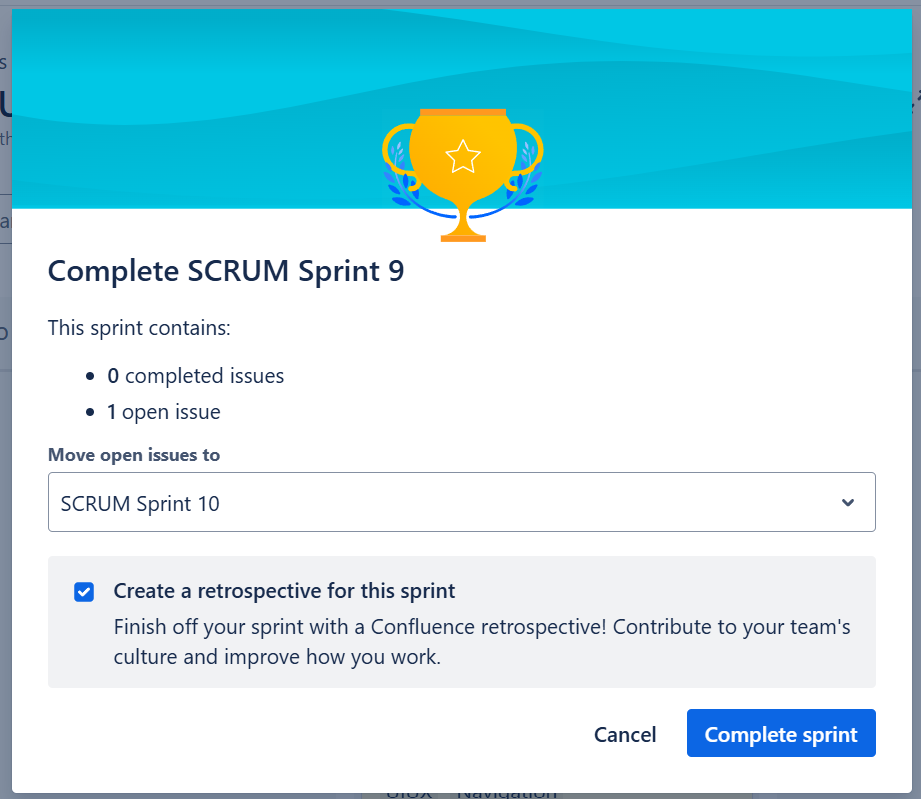 Complete SCRUM Sprint 9
This sprint contains:
0 completed issues
1 open issue
Move open issues to
SCRUM Sprint 10
Create a retrospective for this sprint
Finish off your sprint with a Confluence retrospective! Contribute to your team's
culture and improve how you work.
Cancel Complete sprint